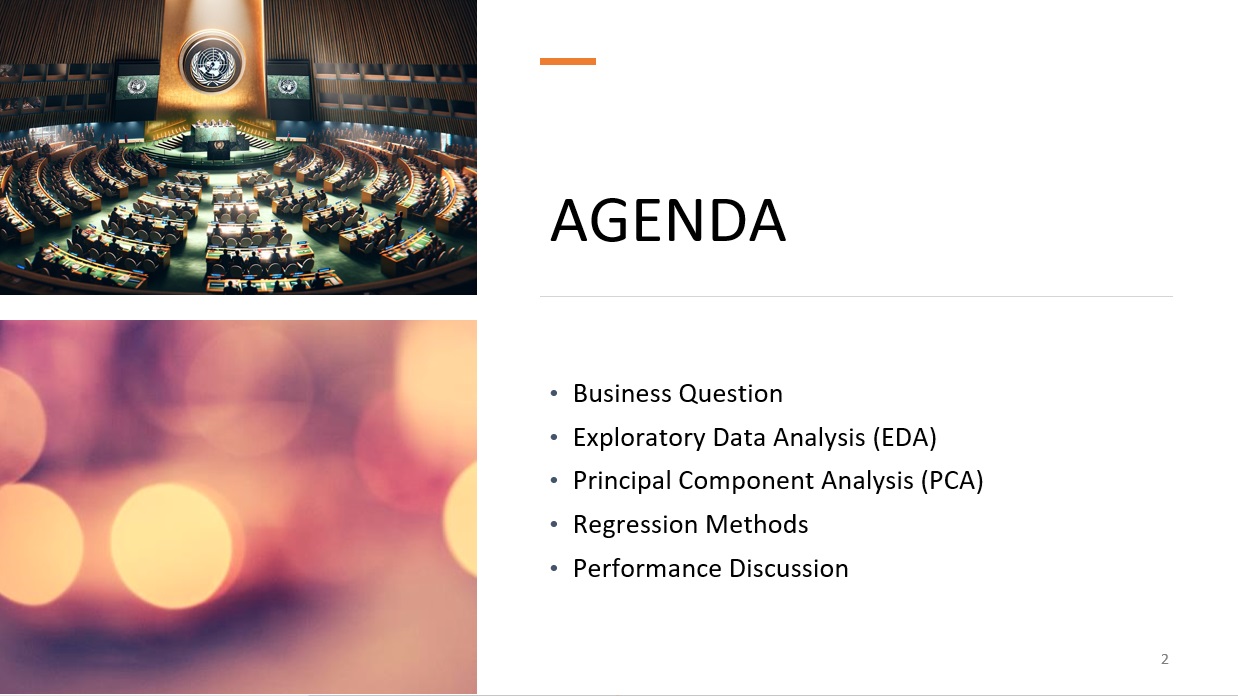 AGENDA
• Business Question
• Exploratory Data Analysis (EDA)
• Principal Component Analysis (PCA)
• Regression Methods
• Performance Discussion
2